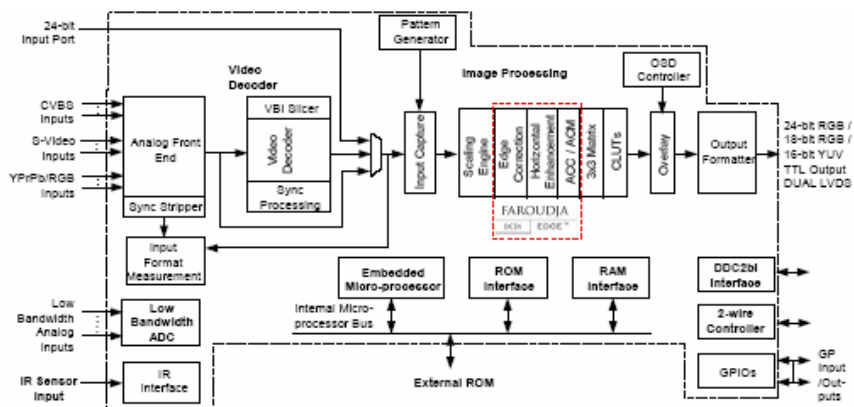 24-bit
Input Port
Pattern
Generator
Video
Decoder
Image Processing
OSD
Controller
CVBS
Inputs
S-Video
Inputs
YPrPb/RGB
Inputs
Analog Front
End
Sync Stripper
VBI Slicer
Video
Decoder
Sync
Processing
Input Capture
Scaling
Engine
Edge
Correction
Horizontal
Enhancement
ACC / ACM
3x3 Matrix
CLUTs
Overlay
Output
Formatter
24-bit RGB /
18-bit RGB /
16-bit YUV
TTL Output
DUAL LVDS
FAROUDJA
DCDi EDGE™
Input
Format
Measurement
Embedded
Micro-processor
ROM
Interface
RAM
Interface
DDC2bi
Interface
Low
Bandwidth
Analog
Inputs
Low
Bandwidth
ADC
Internal Micro-
processor Bus
2-wire
Controller
IR Sensor
Input
IR
Interface
External ROM
GPIOs
GP
Input
/Out-
puts